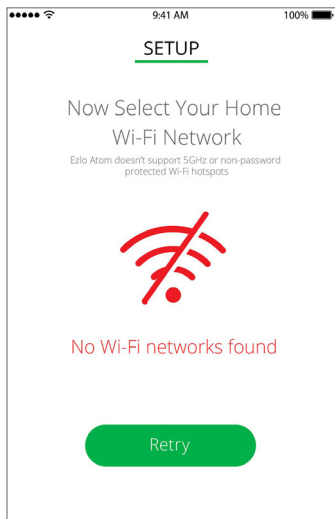 9:41 AM 100%
SETUP
Now Select Your Home
Wi-Fi Network
Ezlo Atom doesn't support 5GHz or non-password
protected Wi-Fi hotspots
No Wi-Fi networks found
Retry